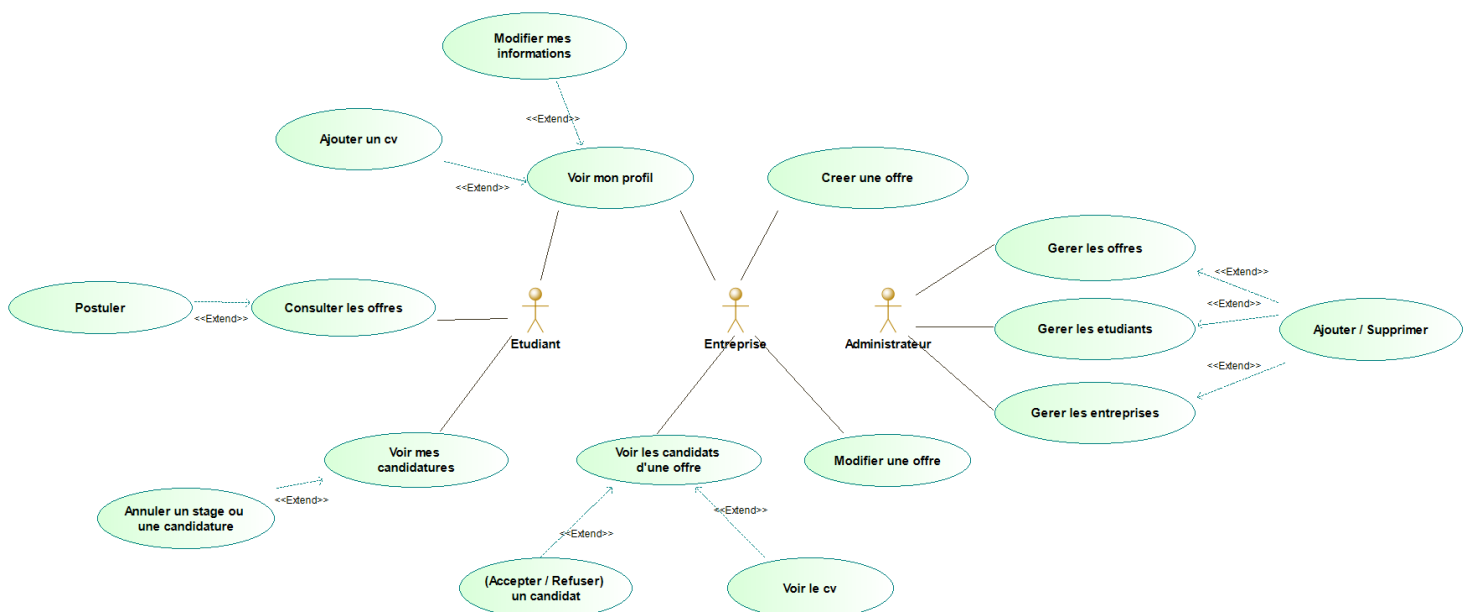 Modifier mes
informations
<<Extend>>
Ajouter un cv
<<Extend>>
Voir mon profil
Creer une offre
Gerer les offres
<<Extend>>
Postuler
<<Extend>>
Consulter les offres
Etudiant
Entreprise
Administrateur
Gerer les etudiants
<<Extend>>
Ajouter / Supprimer
<<Extend>>
Gerer les entreprises
Voir mes
candidatures
Voir les candidats
d'une offre
Modifier une offre
<<Extend>>
Annuler un stage ou
une candidature
<<Extend>>
<<Extend>>
(Accepter / Refuser)
un candidat
Voir le cv